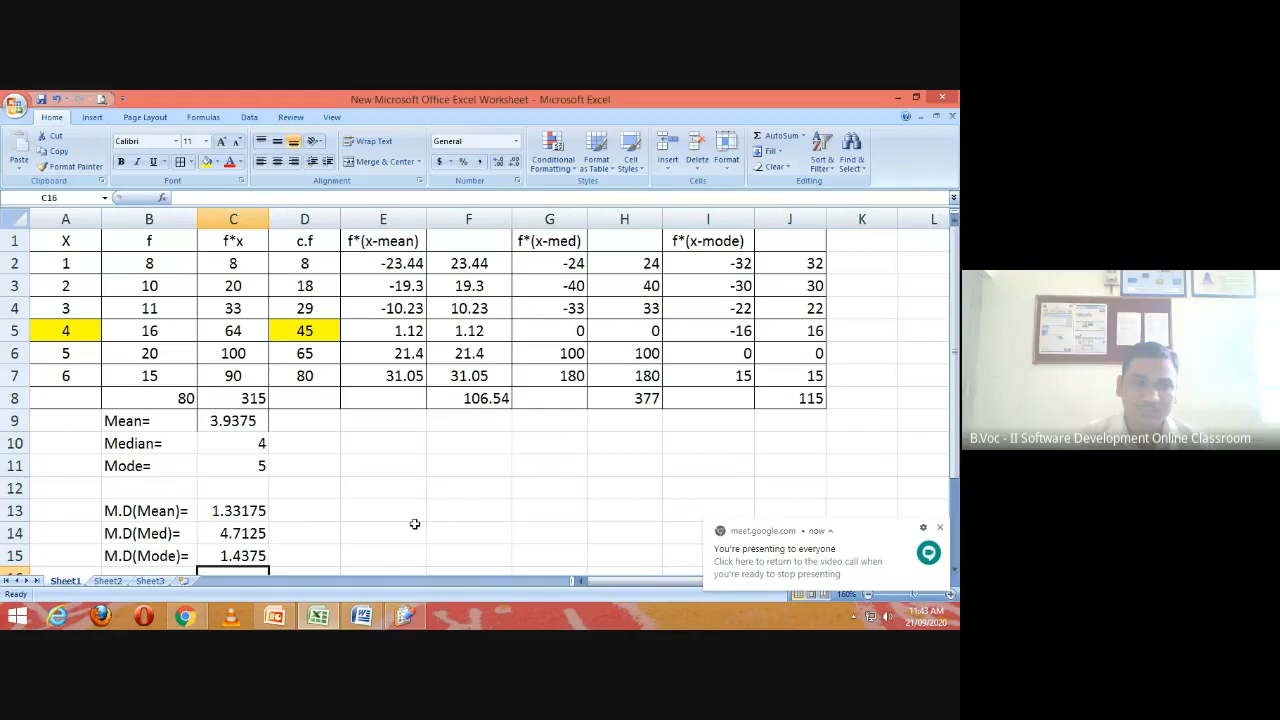 New Microsoft Office Excel Worksheet - Microsoft Excel
Home Insert Page Layout Formulas Data Review View
Cut Calibri 11 Wrap Text General AutoSum
Copy Fill
Paste Format Painter Merge & Center Conditional Formatting Format as Table Cell Styles Insert Delete Format Clear Sort & Filter Find & Select
Clipboard Font Alignment Number Styles Cells Editing
C16 fx
A B C D E F G H I J K L
1 X f f*x c.f f*(x-mean) f*(x-med) f*(x-mode)
2 1 8 8 8 -23.44 23.44 -24 24 -32 32
3 2 10 20 18 -19.3 19.3 -40 40 -30 30
4 3 11 33 29 -10.23 10.23 -33 33 -22 22
5 4 16 64 45 1.12 1.12 0 0 -16 16
6 5 20 100 65 21.4 21.4 100 100 0 0
7 6 15 90 80 31.05 31.05 180 180 15 15
8 80 315 106.54 377 115
9 Mean= 3.9375
10 Median= 4
11 Mode= 5
12
13 M.D(Mean)= 1.33175
14 M.D(Med)= 4.7125
15 M.D(Mode)= 1.4375
Sheet1 Sheet2 Sheet3
Ready 160%
meet.google.com • now
You're presenting to everyone
Click here to return to the video call when
you're ready to stop presenting
11:43 AM
21/09/2020
B.Voc - II Software Development Online Classroom